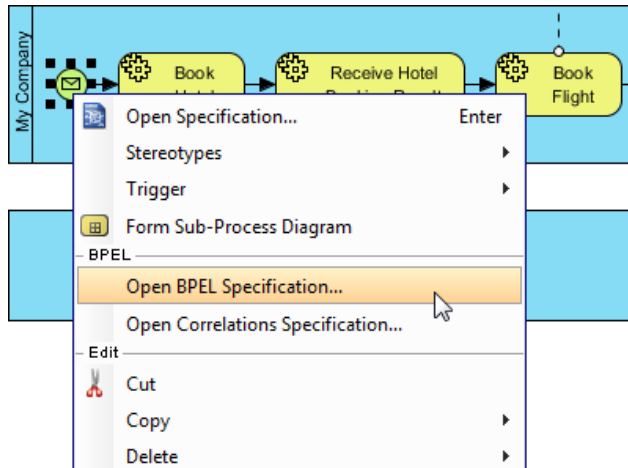 My Company
Book
Receive Hotel
Book
Flight
Open Specification... Enter
Stereotypes
Trigger
Form Sub-Process Diagram
BPEL
Open BPEL Specification...
Open Correlations Specification...
Edit
Cut
Copy
Delete